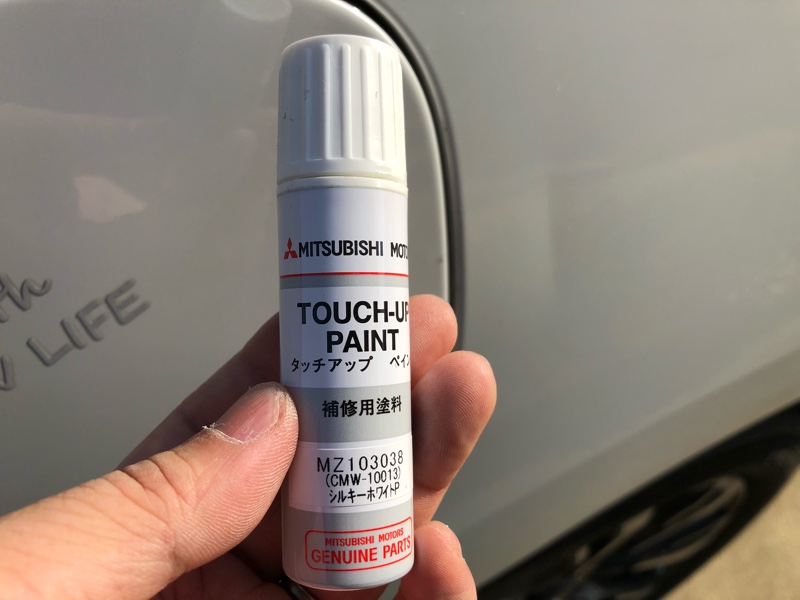 MITSUBISHI MOTO
TOUCH-UP
PAINT
タッチアップ ペイン
補修用塗料
MZ103038
(CMW-10013)
シルキーホワイトP
MITSUBISHI MOTORS
GENUINE PARTS
LIFE